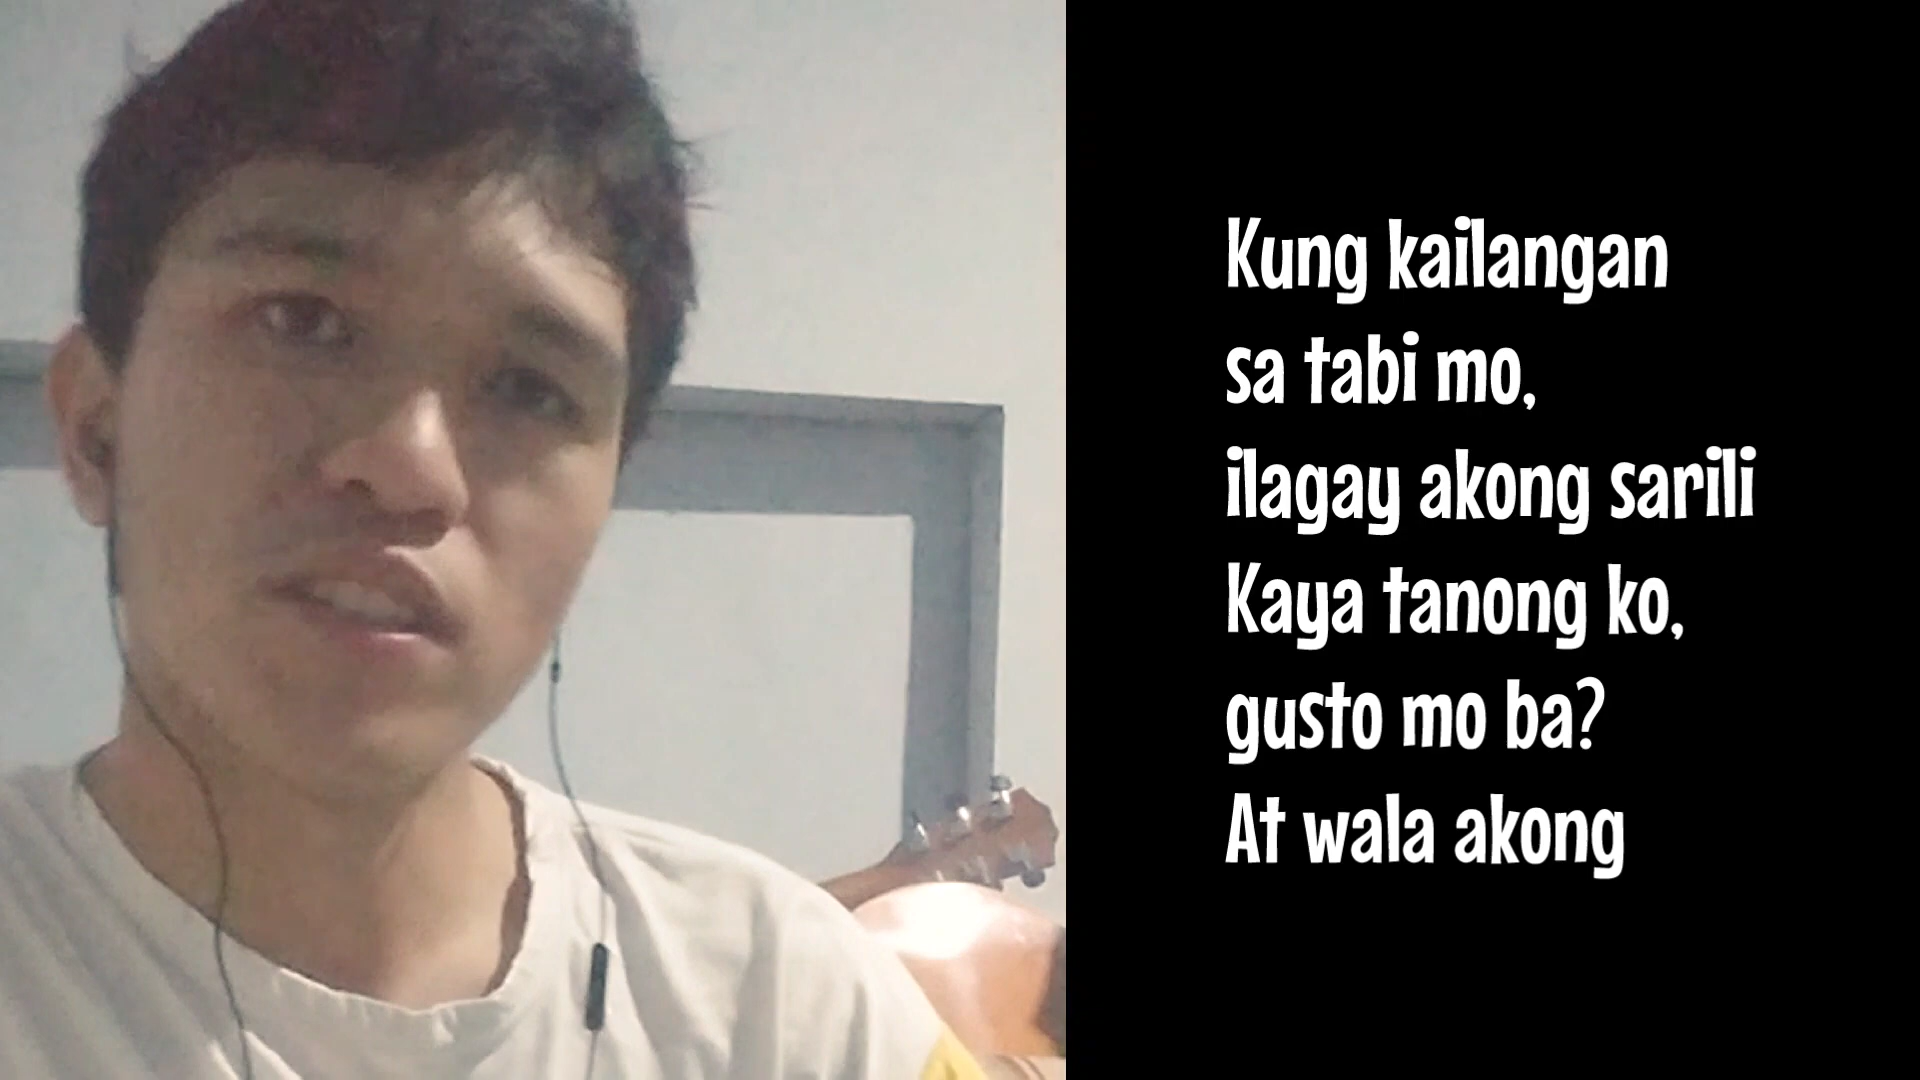 Kung kailangan
sa tabi mo,
ilagay akong sarili
Kaya tanong ko,
gusto mo ba?
At wala akong